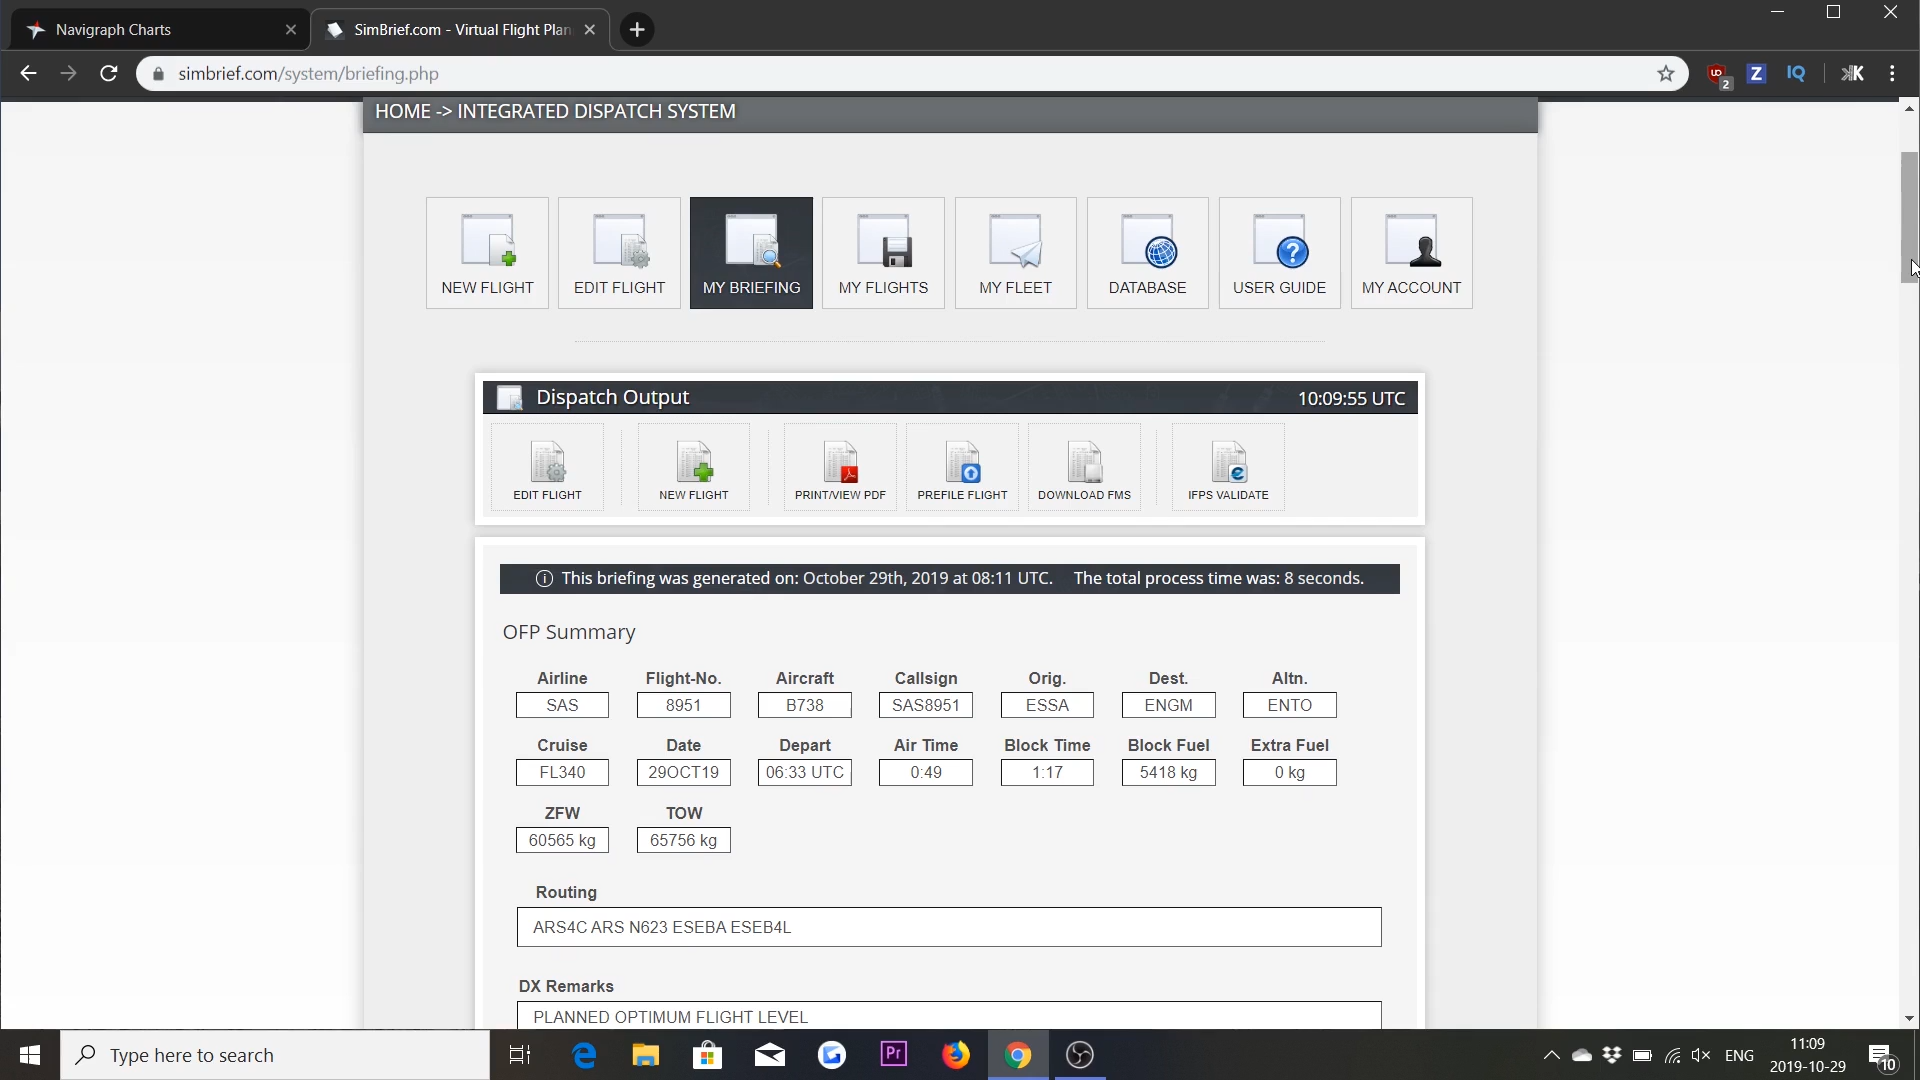 Navigraph Charts
SimBrief.com - Virtual Flight Plan
simbrief.com/system/briefing.php
UD
2
Z
IQ
K
HOME -> INTEGRATED DISPATCH SYSTEM
NEW FLIGHT
EDIT FLIGHT
MY BRIEFING
MY FLIGHTS
MY FLEET
DATABASE
USER GUIDE
MY ACCOUNT
Dispatch Output
10:09:55 UTC
EDIT FLIGHT
NEW FLIGHT
PRINT/VIEW PDF
PREFILE FLIGHT
DOWNLOAD FMS
IFPS VALIDATE
This briefing was generated on: October 29th, 2019 at 08:11 UTC. The total process time was: 8 seconds.
OFP Summary
Airline Flight-No. Aircraft Callsign Orig. Dest. Altn.
SAS 8951 B738 SAS8951 ESSA ENGM ENTO
Cruise Date Depart Air Time Block Time Block Fuel Extra Fuel
FL340 29OCT19 06:33 UTC 0:49 1:17 5418 kg 0 kg
ZFW TOW
60565 kg 65756 kg
Routing
ARS4C ARS N623 ESEBA ESEB4L
DX Remarks
PLANNED OPTIMUM FLIGHT LEVEL
Type here to search
Pr
ENG
11:09
2019-10-29
10